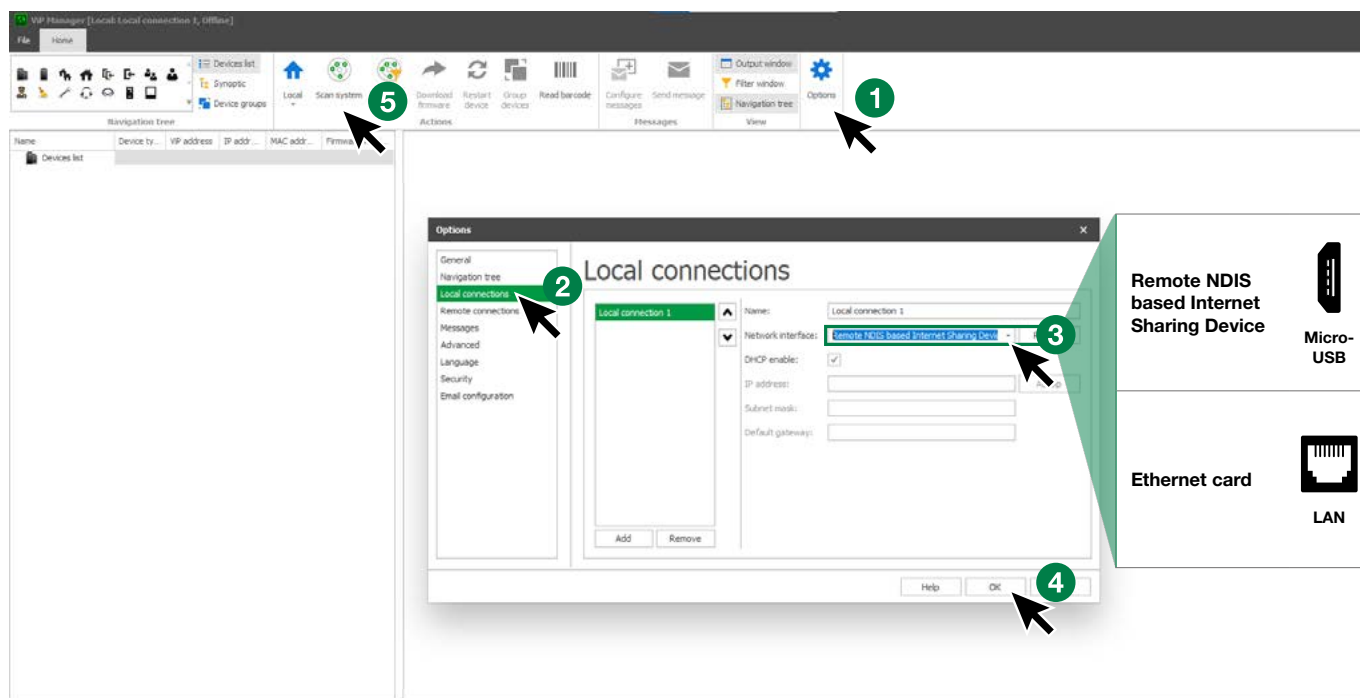 ViP Manager [Local: Local connection 1, Offline]
File Home
Devices list
Synoptic
Device groups
Navigation tree
Local
Scan system
5
Download firmware
Restart device
Group devices
Read barcode
Actions
Configure messages
Send message
Messages
Output window
Filter window
Navigation tree
View
Options
1
Name Device ty... ViP address IP addr... MAC addr... Firmwa
Devices list
Options
General
Navigation tree
Local connections
Remote connections
Messages
Advanced
Language
Security
Email configuration
2
Local connections
Local connection 1
Add Remove
Name: Local connection 1
Network interface: Remote NDIS based Internet Sharing Devi
3
DHCP enable:
IP address:
Subnet mask:
Default gateway:
Help OK
4
Remote NDIS
based Internet
Sharing Device
Micro-
USB
Ethernet card
LAN